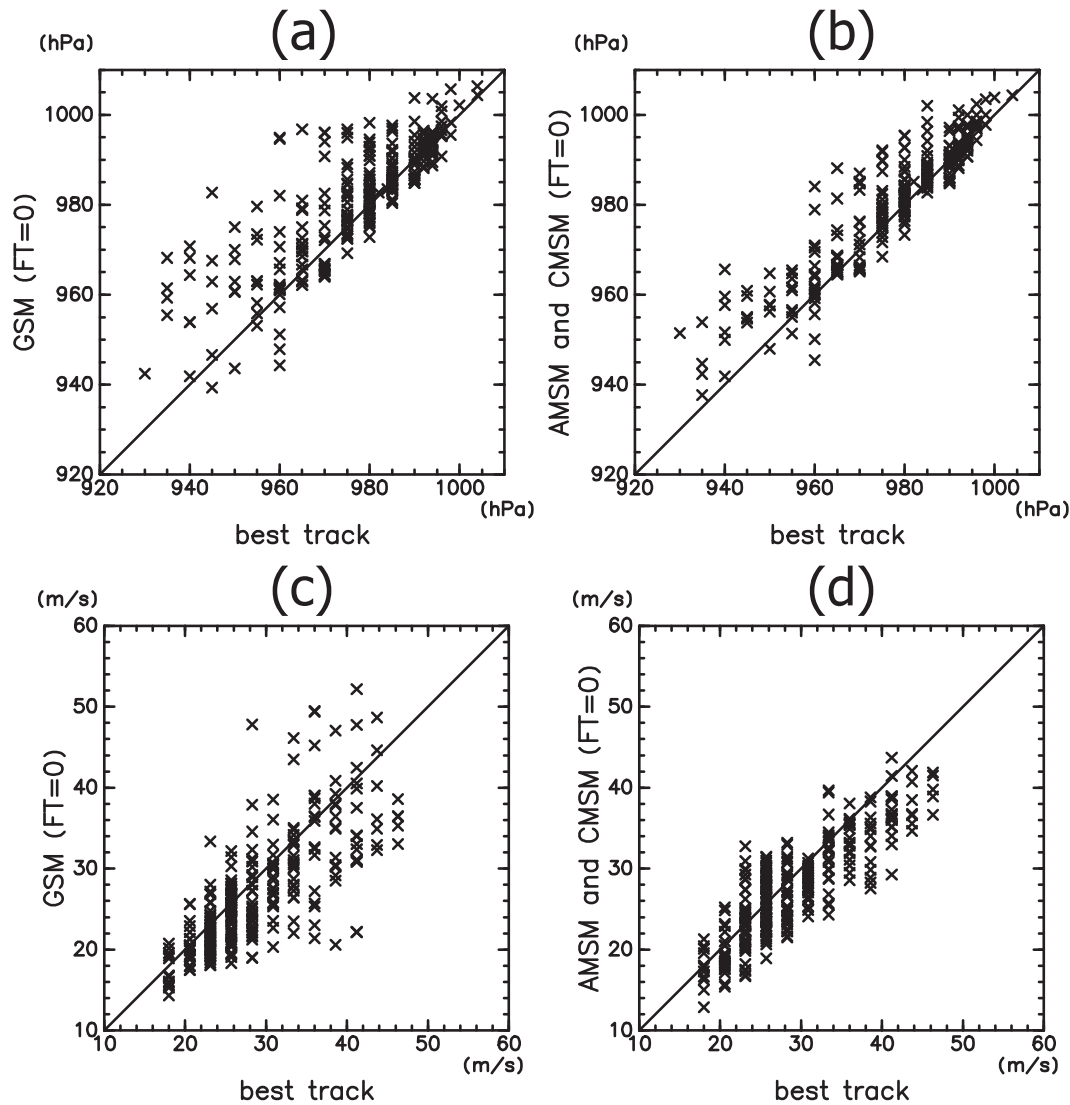 (a)
(hPa)
1000
980
960
940
920
GSM (FT=0)
920 940 960 980 1000
(hPa)
best track
(b)
(hPa)
1000
980
960
940
920
AMSM and CMSM (FT=0)
920 940 960 980 1000
(hPa)
best track
(c)
(m/s)
60
50
40
30
20
10
GSM (FT=0)
10 20 30 40 50 60
(m/s)
best track
(d)
(m/s)
60
50
40
30
20
10
AMSM and CMSM (FT=0)
10 20 30 40 50 60
(m/s)
best track